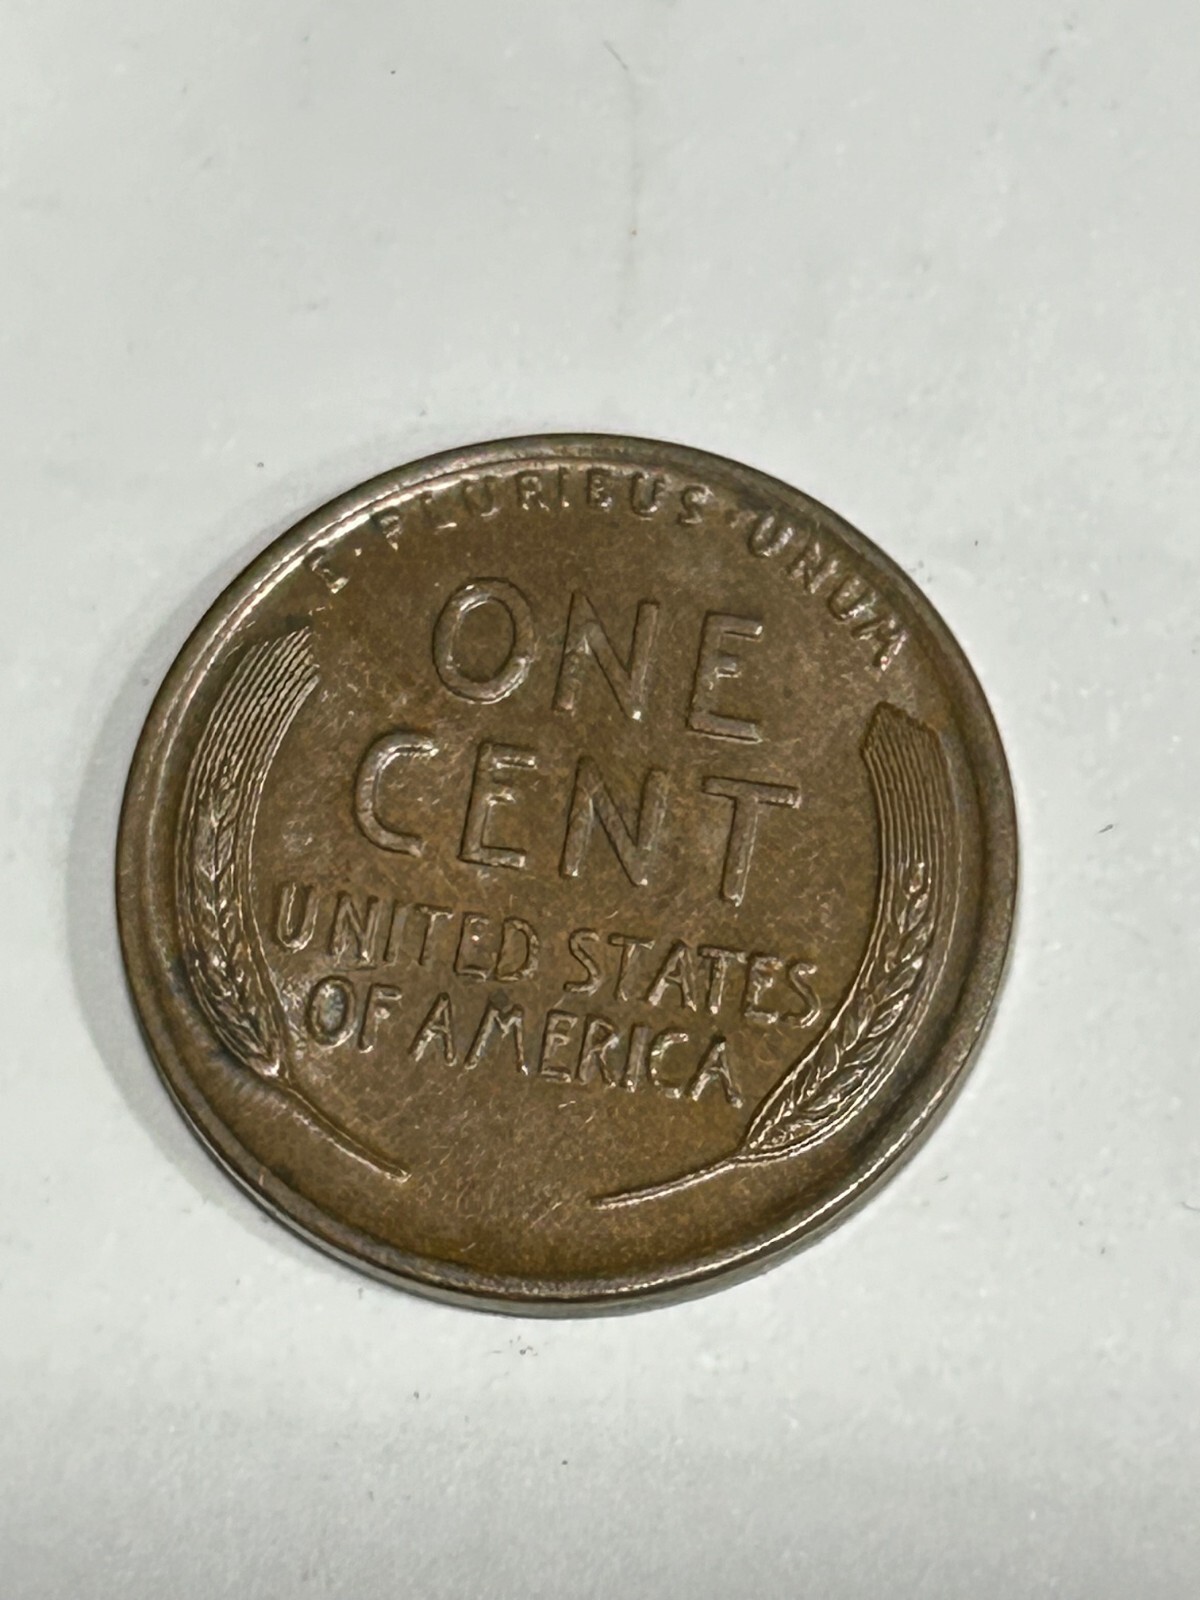 E·PLURIBUS·UNUM
ONE
CENT
UNITED STATES
OF AMERICA